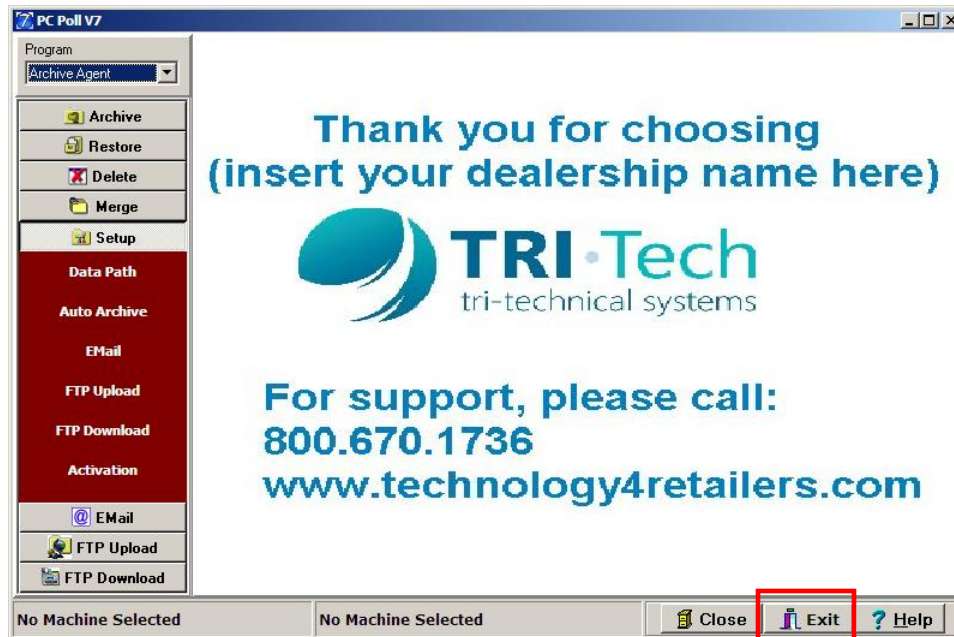 PC Poll V7
Program
Archive Agent
Archive
Restore
Delete
Merge
Setup
Data Path
Auto Archive
EMail
FTP Upload
FTP Download
Activation
EMail
FTP Upload
FTP Download
Thank you for choosing
(insert your dealership name here)
TRI·Tech
tri-technical systems
For support, please call:
800.670.1736
www.technology4retailers.com
No Machine Selected
No Machine Selected
Close
Exit
Help